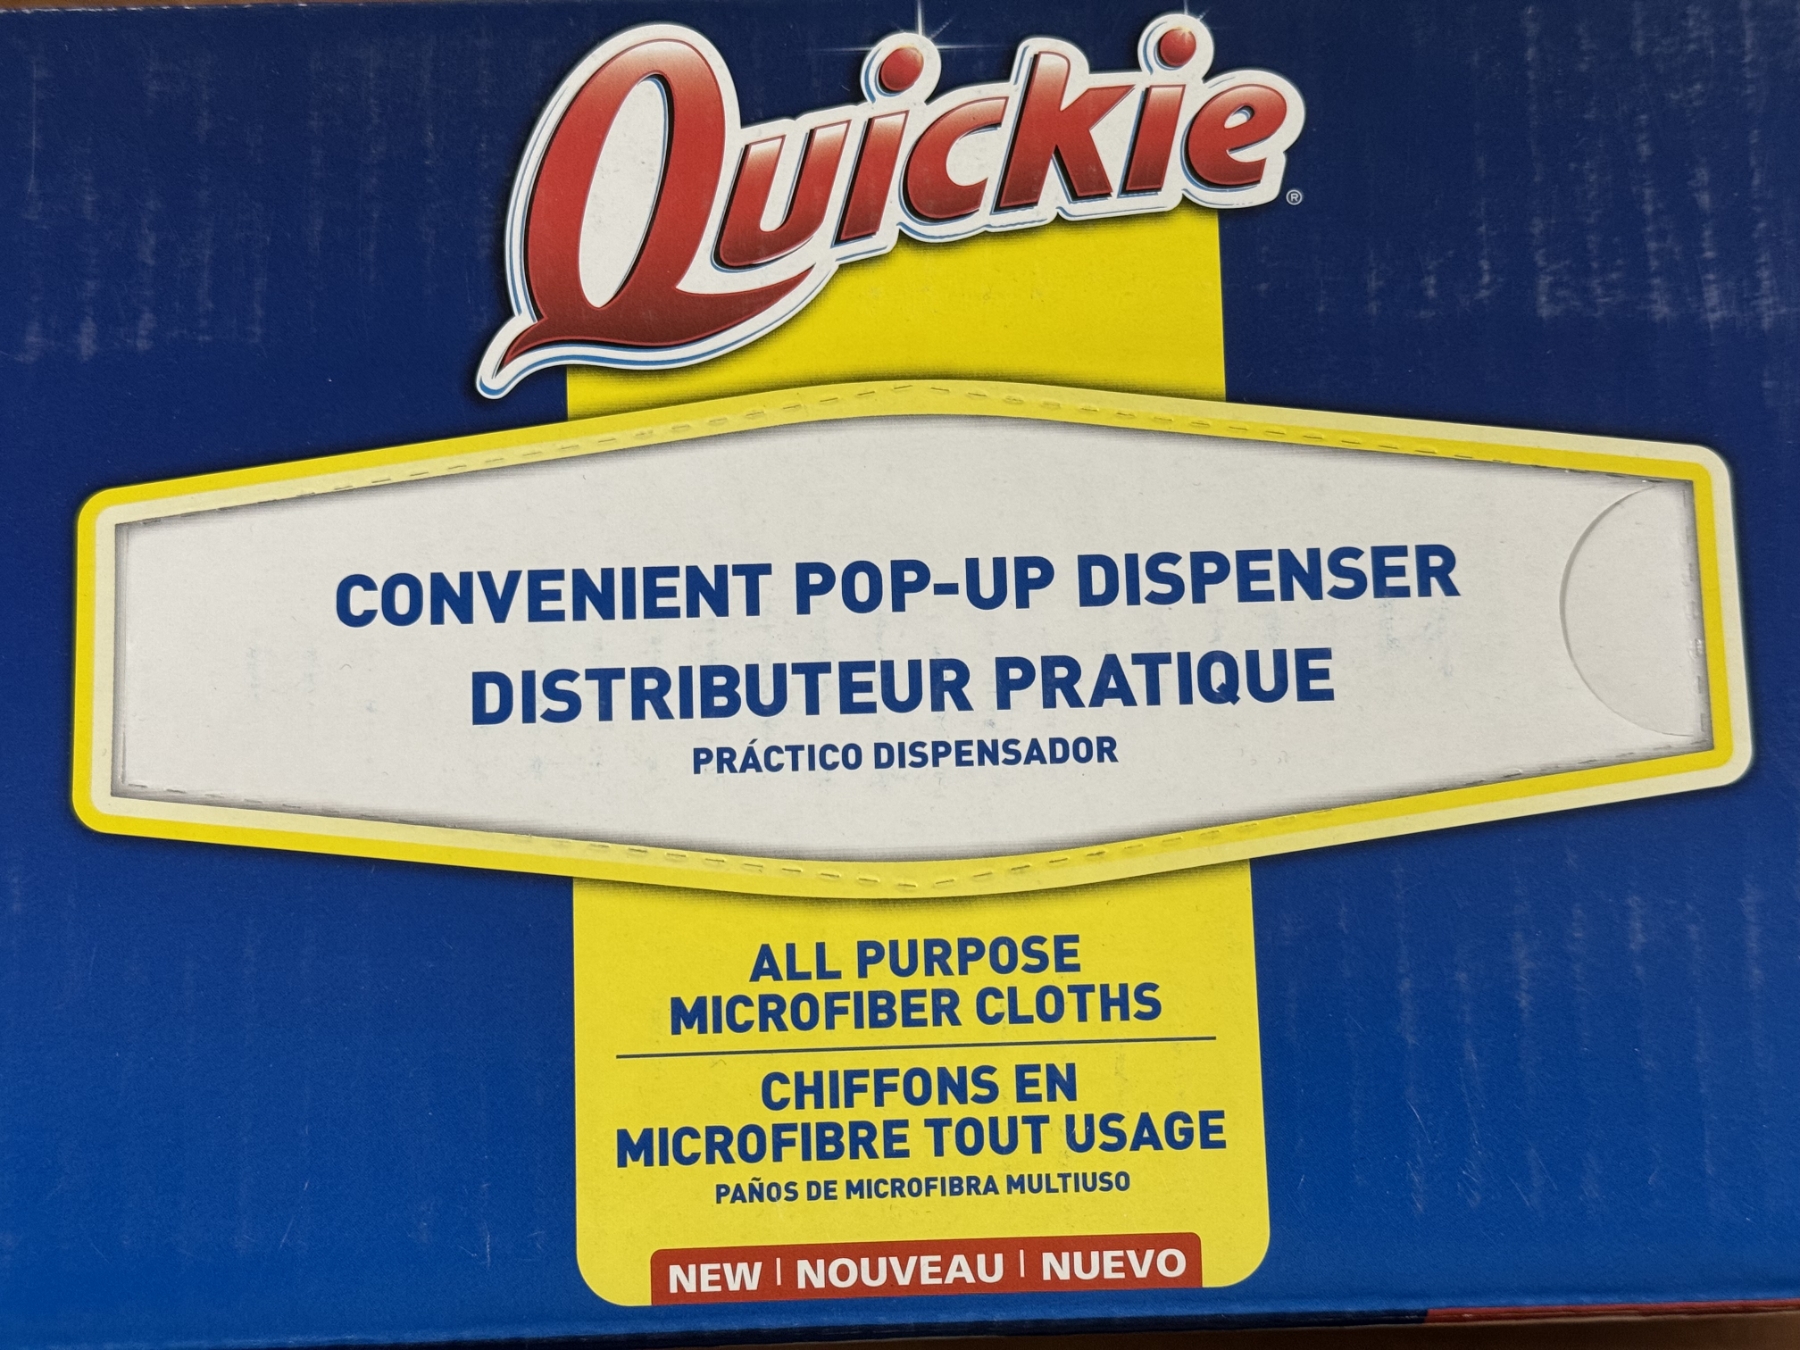 Quickie®
CONVENIENT POP-UP DISPENSER
DISTRIBUTEUR PRATIQUE
PRÁCTICO DISPENSADOR
ALL PURPOSE
MICROFIBER CLOTHS
CHIFFONS EN
MICROFIBRE TOUT USAGE
PAÑOS DE MICROFIBRA MULTIUSO
NEW | NOUVEAU | NUEVO